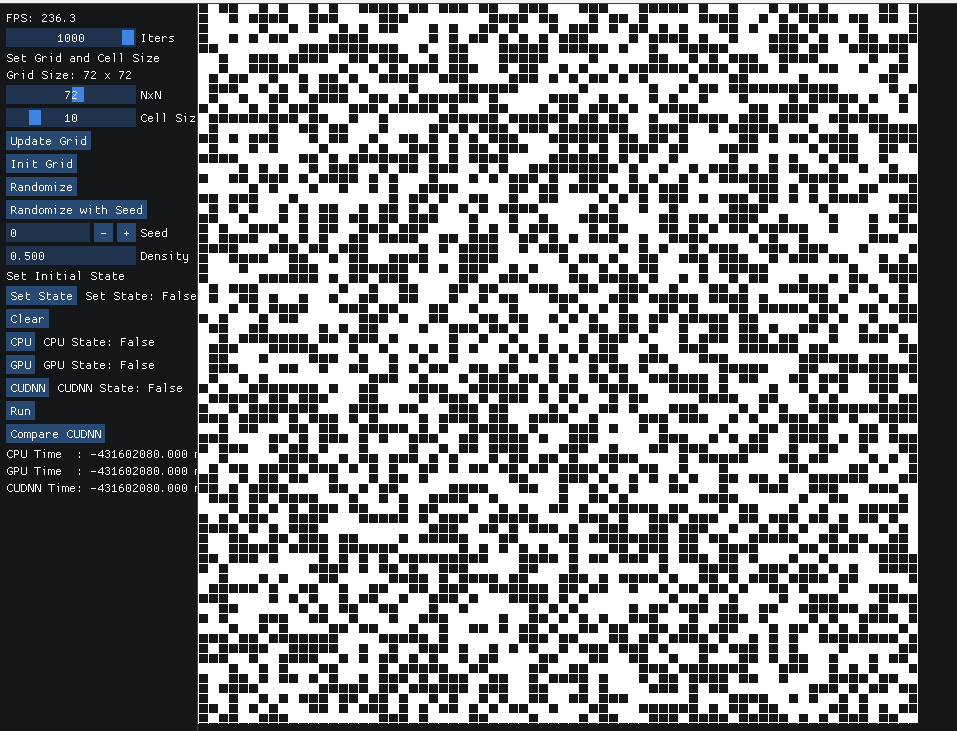 FPS: 236.3
1000 Iters
Set Grid and Cell Size
Grid Size: 72 x 72
72 NxN
10 Cell Siz
Update Grid
Init Grid
Randomize
Randomize with Seed
0 - + Seed
0.500 Density
Set Initial State
Set State Set State: False
Clear
CPU CPU State: False
GPU GPU State: False
CUDNN CUDNN State: False
Run
Compare CUDNN
CPU Time : -431602080.000
GPU Time : -431602080.000
CUDNN Time: -431602080.000